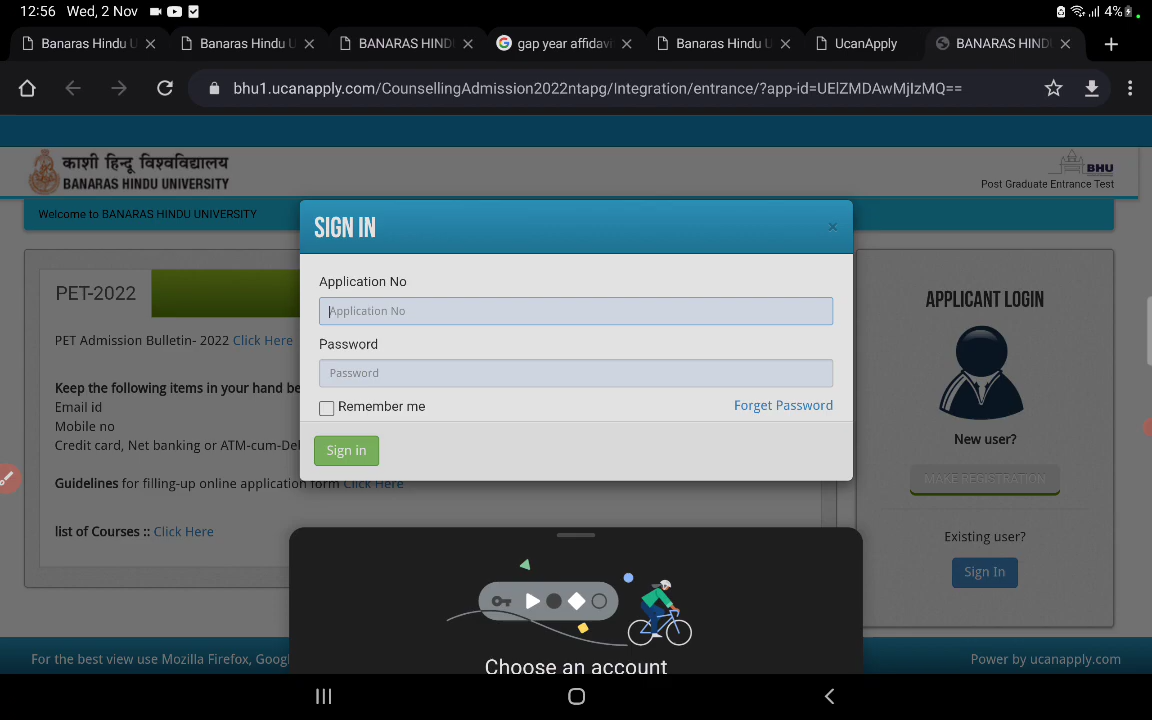 12:56 Wed, 2 Nov
4%
Banaras Hindu U
Banaras Hindu U
BANARAS HIND
gap year affidavi
Banaras Hindu U
UcanApply
BANARAS HIND
bhu1.ucanapply.com/CounsellingAdmission2022ntapg/Integration/entrance/?app-id=UElZMDAwMjIzMQ==
काशी हिन्दू विश्वविद्यालय
BANARAS HINDU UNIVERSITY
BHU
Post Graduate Entrance Test
Welcome to BANARAS HINDU UNIVERSITY
SIGN IN
×
Application No
Application No
Password
Password
Remember me
Forget Password
Sign in
PET-2022
PET Admission Bulletin- 2022 Click Here
Keep the following items in your hand be
Email id
Mobile no
Credit card, Net banking or ATM-cum-De
Guidelines for filling-up online application form Click Here
list of Courses :: Click Here
APPLICANT LOGIN
New user?
MAKE REGISTRATION
Existing user?
Sign In
Choose an account
For the best view use Mozilla Firefox, Googl
Power by ucanapply.com